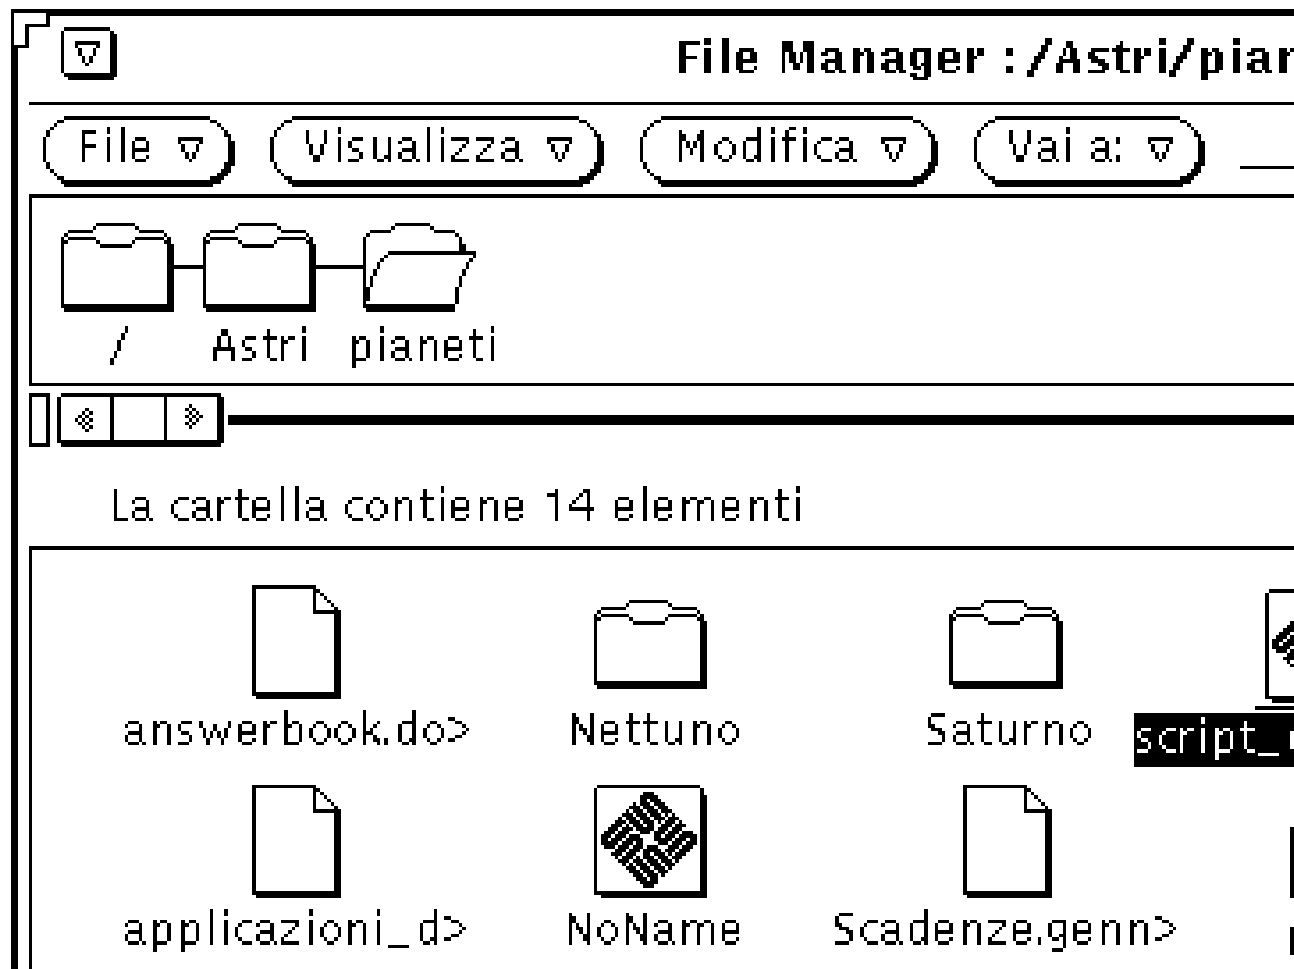 File Manager : /Astri/pian
File Visualizza Modifica Vai a:
/ Astri pianeti
La cartella contiene 14 elementi
answerbook.do> Nettuno Saturno script_
applicazioni_d> NoName Scadenze.genn>